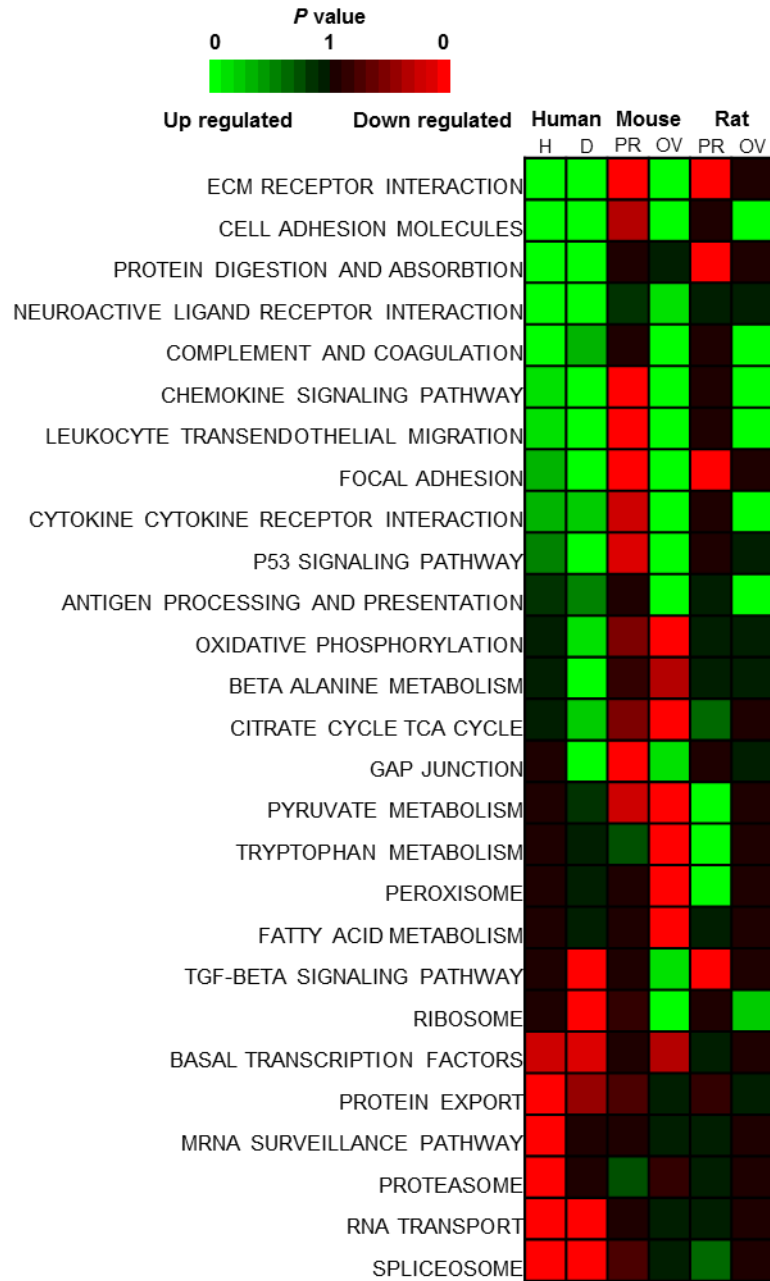 P value
0 1 0
Up regulated Down regulated Human Mouse Rat
H D PR OV PR OV
ECM RECEPTOR INTERACTION
CELL ADHESION MOLECULES
PROTEIN DIGESTION AND ABSORBTION
NEUROACTIVE LIGAND RECEPTOR INTERACTION
COMPLEMENT AND COAGULATION
CHEMOKINE SIGNALING PATHWAY
LEUKOCYTE TRANSENDOTHELIAL MIGRATION
FOCAL ADHESION
CYTOKINE CYTOKINE RECEPTOR INTERACTION
P53 SIGNALING PATHWAY
ANTIGEN PROCESSING AND PRESENTATION
OXIDATIVE PHOSPHORYLATION
BETA ALANINE METABOLISM
CITRATE CYCLE TCA CYCLE
GAP JUNCTION
PYRUVATE METABOLISM
TRYPTOPHAN METABOLISM
PEROXISOME
FATTY ACID METABOLISM
TGF-BETA SIGNALING PATHWAY
RIBOSOME
BASAL TRANSCRIPTION FACTORS
PROTEIN EXPORT
MRNA SURVEILLANCE PATHWAY
PROTEASOME
RNA TRANSPORT
SPLICEOSOME